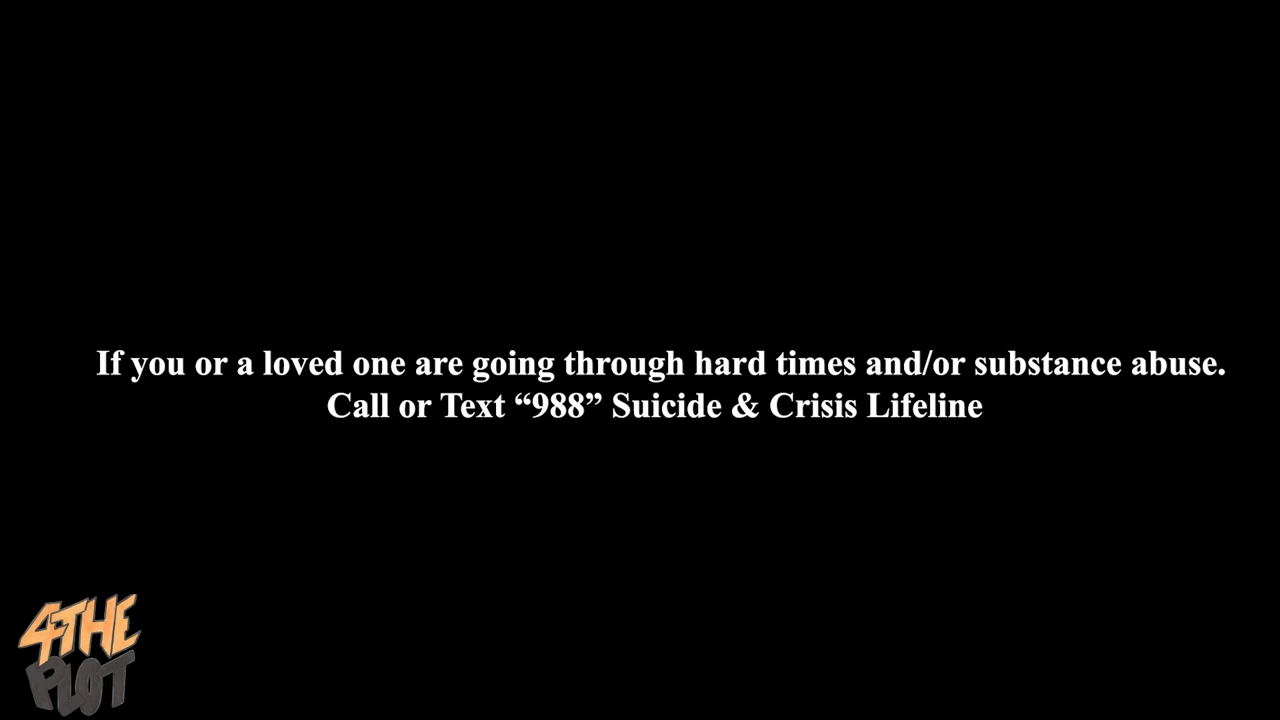 If you or a loved one are going through hard times and/or substance abuse.
Call or Text “988” Suicide & Crisis Lifeline
4THE
PLOT